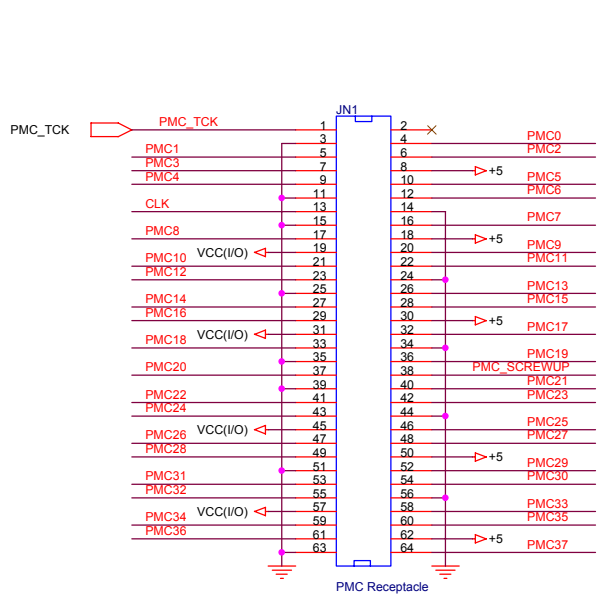 JN1
PMC_TCK PMC_TCK 1 2
3 4 PMC0
PMC1 5 6 PMC2
PMC3 7 8 +5
PMC4 9 10 PMC5
11 12 PMC6
CLK 13 14
15 16 PMC7
PMC8 17 18 +5
VCC(I/O) 19 20 PMC9
PMC10 21 22 PMC11
PMC12 23 24
25 26 PMC13
PMC14 27 28 PMC15
PMC16 29 30 +5
VCC(I/O) 31 32 PMC17
PMC18 33 34
35 36 PMC19
PMC20 37 38 PMC_SCREWUP
39 40 PMC21
PMC22 41 42 PMC23
PMC24 43 44
VCC(I/O) 45 46 PMC25
PMC26 47 48 PMC27
PMC28 49 50 +5
51 52 PMC29
PMC31 53 54 PMC30
PMC32 55 56
VCC(I/O) 57 58 PMC33
PMC34 59 60 PMC35
PMC36 61 62 +5
63 64 PMC37
PMC Receptacle